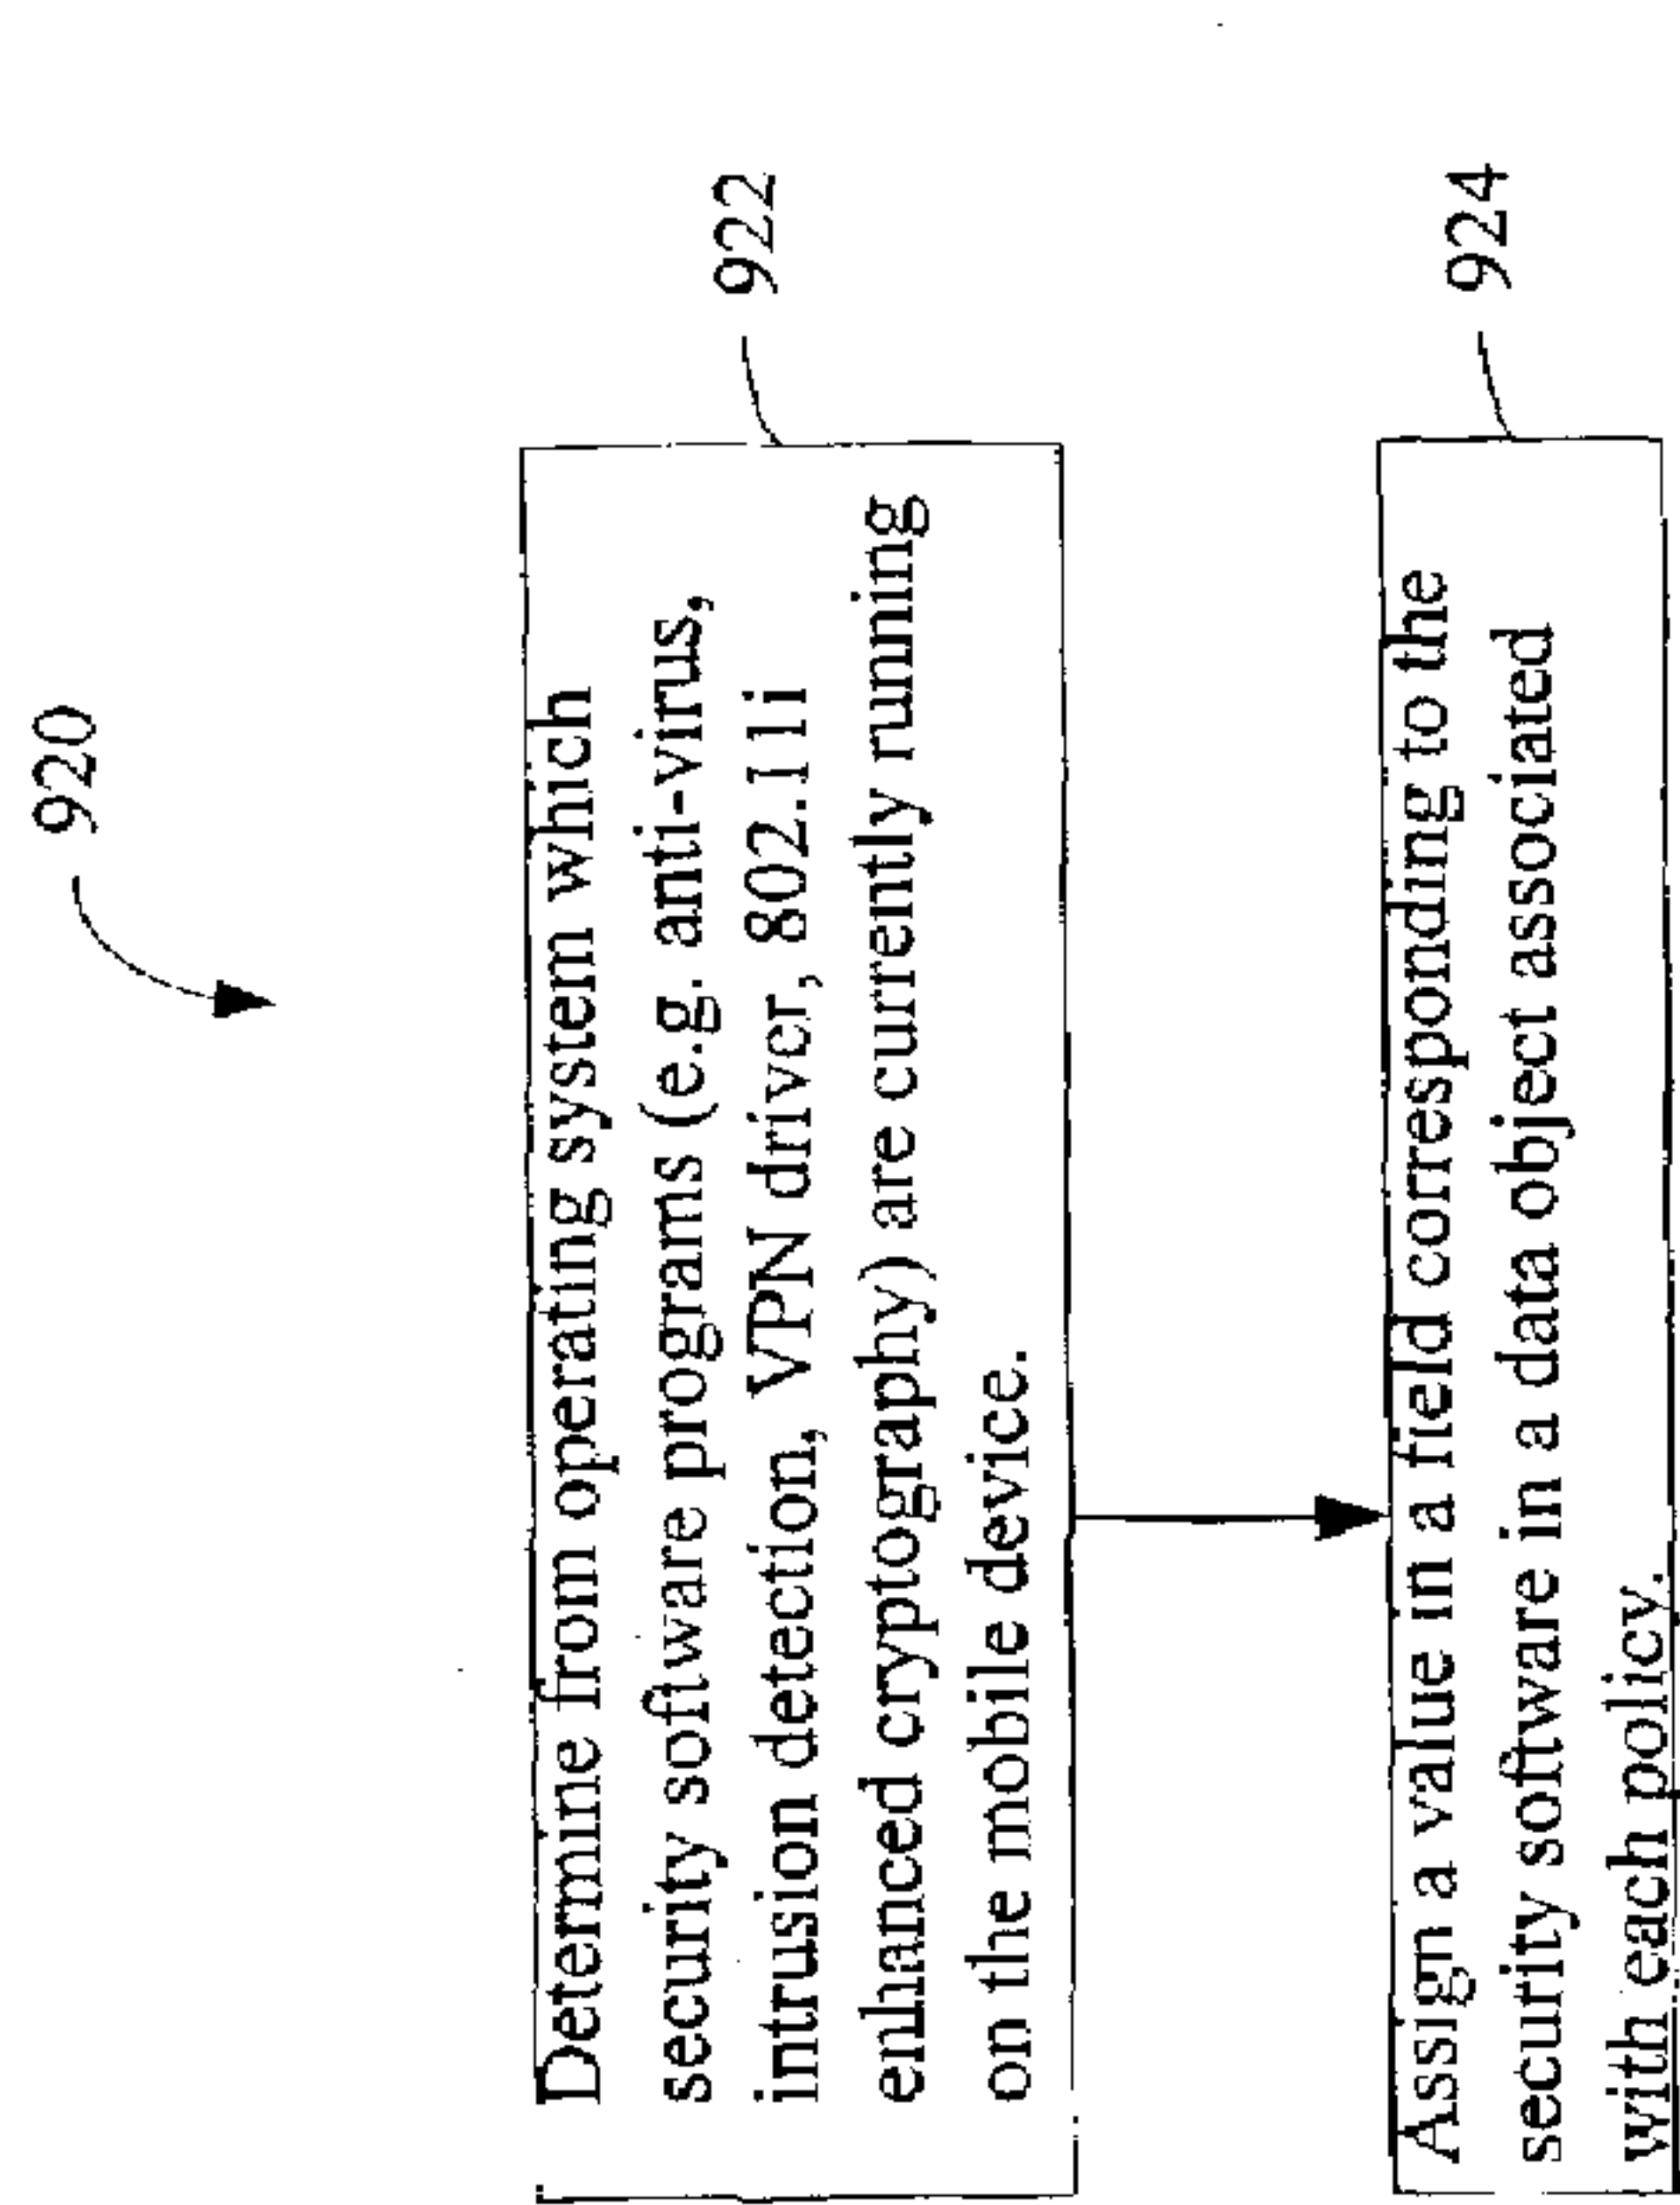 920
Determine from operating system which
security software programs (e.g. anti-virus,
intrusion detection, VPN driver, 802.11i
enhanced cryptography) are currently running
on the mobile device.
922
Assign a value in a field corresponding to the
security software in a data object associated
with each policy.
924